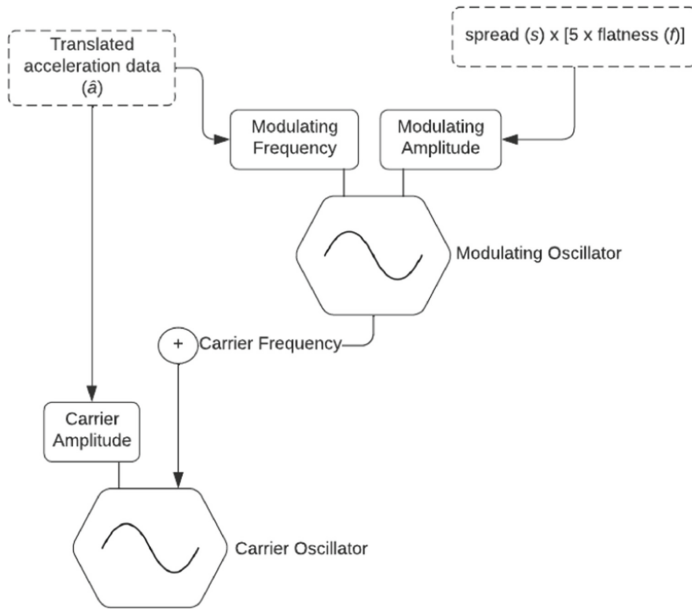 Translated
acceleration data
(â)
spread (s) x [5 x flatness (f)]
Modulating
Frequency
Modulating
Amplitude
Modulating Oscillator
+
Carrier Frequency
Carrier
Amplitude
Carrier Oscillator